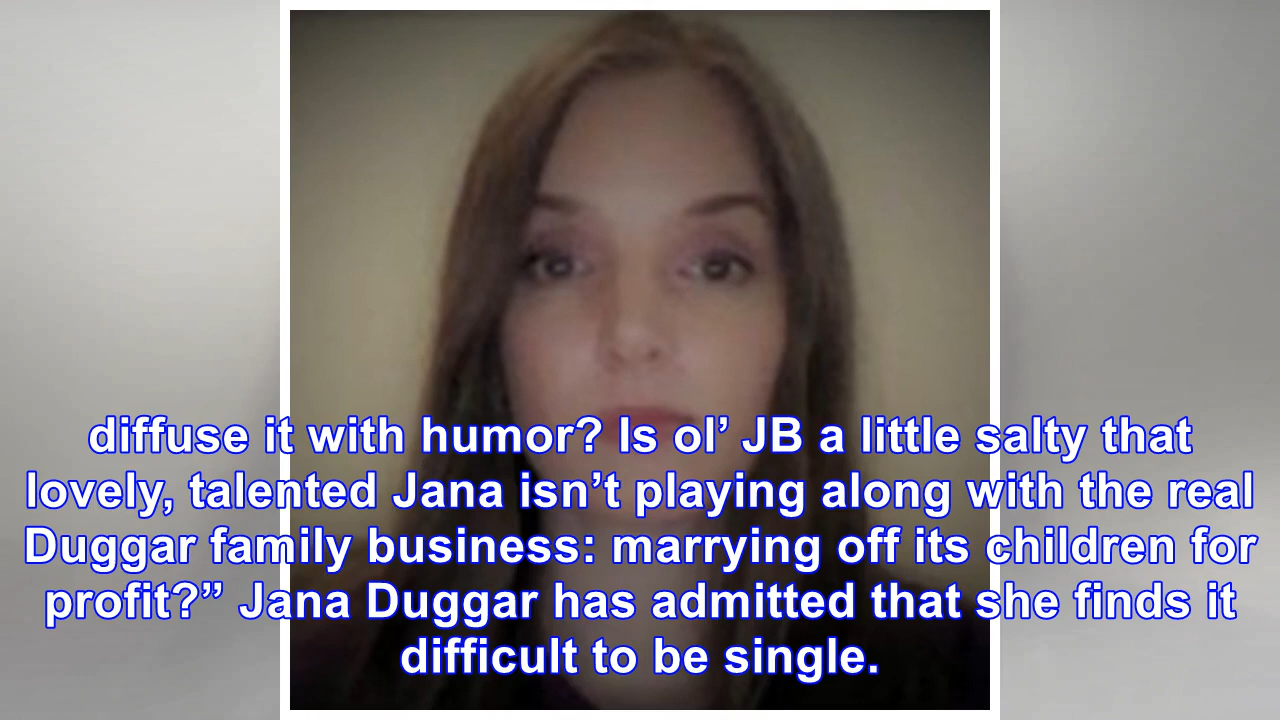 diffuse it with humor? Is ol’ JB a little salty that
lovely, talented Jana isn’t playing along with the real
Duggar family business: marrying off its children for
profit?” Jana Duggar has admitted that she finds it
difficult to be single.